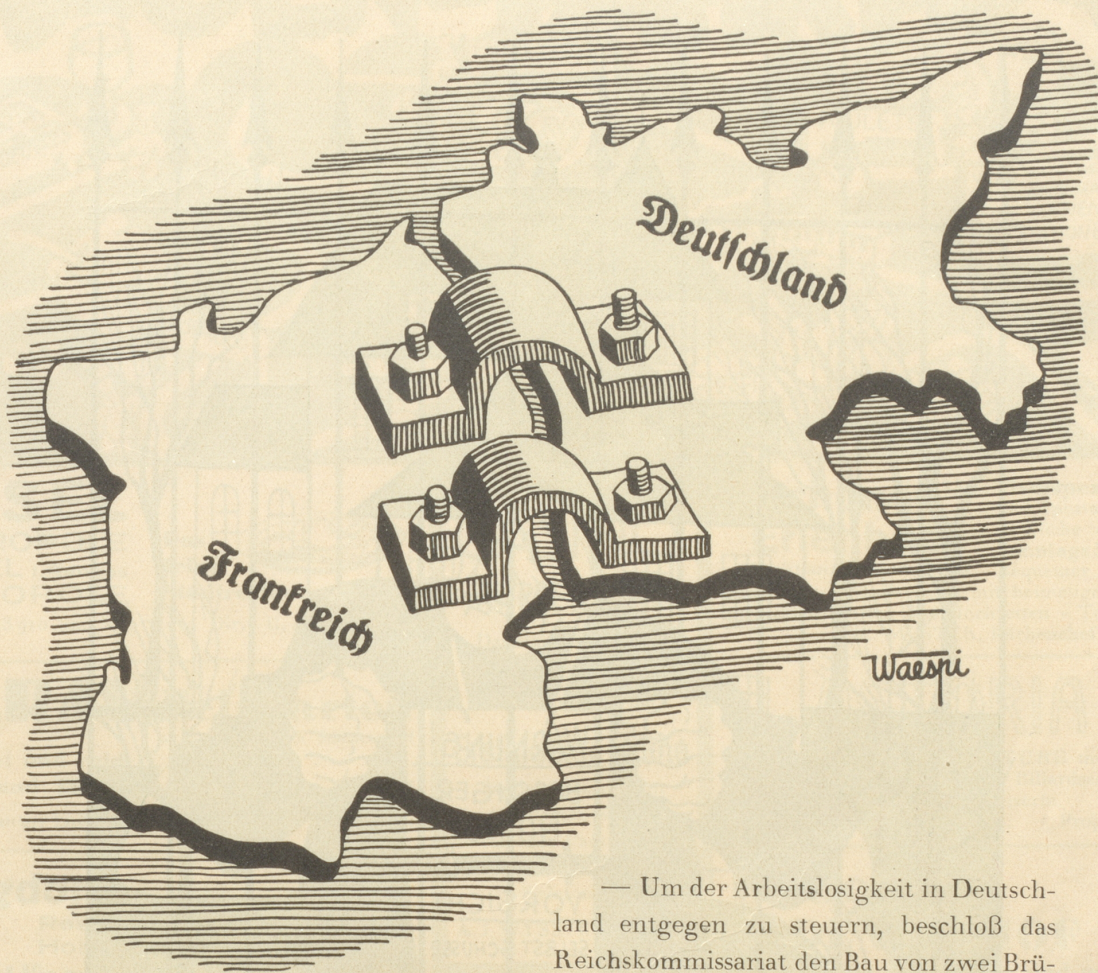 Deutschland
Frankreich
Waespi
— Um der Arbeitslosigkeit in Deutsch-
land entgegen zu steuern, beschloß das
Reichskommissariat den Bau von zwei Brü-